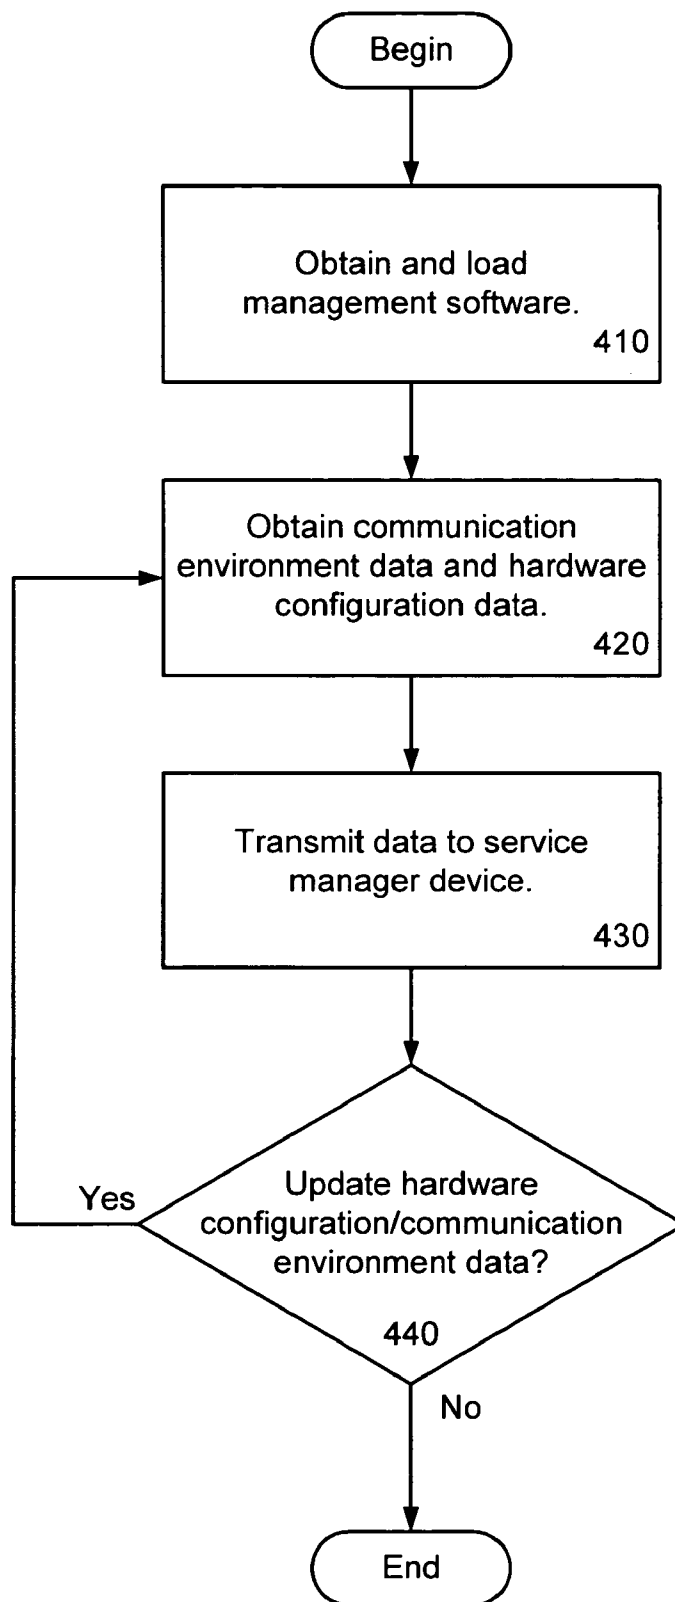 Begin
Obtain and load
management software.
410
Obtain communication
environment data and hardware
configuration data.
420
Transmit data to service
manager device.
430
Yes
Update hardware
configuration/communication
environment data?
440
No
End